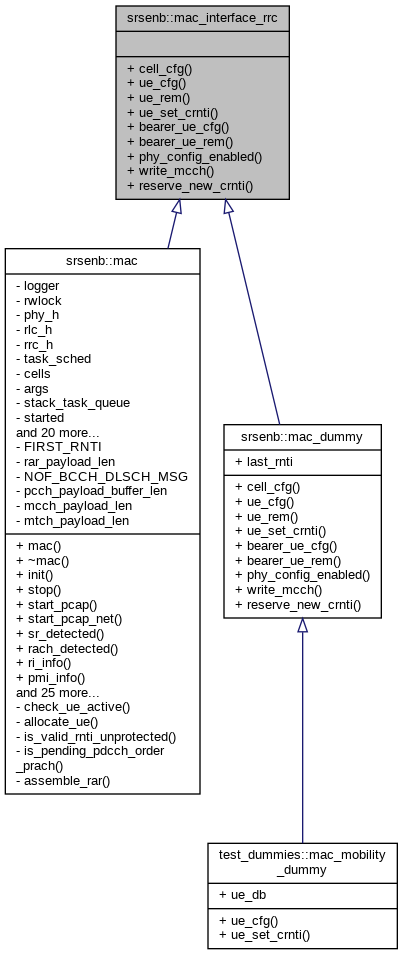 srsenb::mac_interface_rrc
+ cell_cfg()
+ ue_cfg()
+ ue_rem()
+ ue_set_crnti()
+ bearer_ue_cfg()
+ bearer_ue_rem()
+ phy_config_enabled()
+ write_mcch()
+ reserve_new_crnti()
srsenb::mac
- logger
- rwlock
- phy_h
- rlc_h
- rrc_h
- task_sched
- cells
- args
- stack_task_queue
- started
and 20 more...
- FIRST_RNTI
- rar_payload_len
- NOF_BCCH_DLSCH_MSG
- pcch_payload_buffer_len
- mcch_payload_len
- mtch_payload_len
+ mac()
+ ~mac()
+ init()
+ stop()
+ start_pcap()
+ start_pcap_net()
+ sr_detected()
+ rach_detected()
+ ri_info()
+ pmi_info()
and 25 more...
- check_ue_active()
- allocate_ue()
- is_valid_rnti_unprotected()
- is_pending_pdcch_order
_prach()
- assemble_rar()
srsenb::mac_dummy
+ last_rnti
+ cell_cfg()
+ ue_cfg()
+ ue_rem()
+ ue_set_crnti()
+ bearer_ue_cfg()
+ bearer_ue_rem()
+ phy_config_enabled()
+ write_mcch()
+ reserve_new_crnti()
test_dummies::mac_mobility
_dummy
+ ue_db
+ ue_cfg()
+ ue_set_crnti()